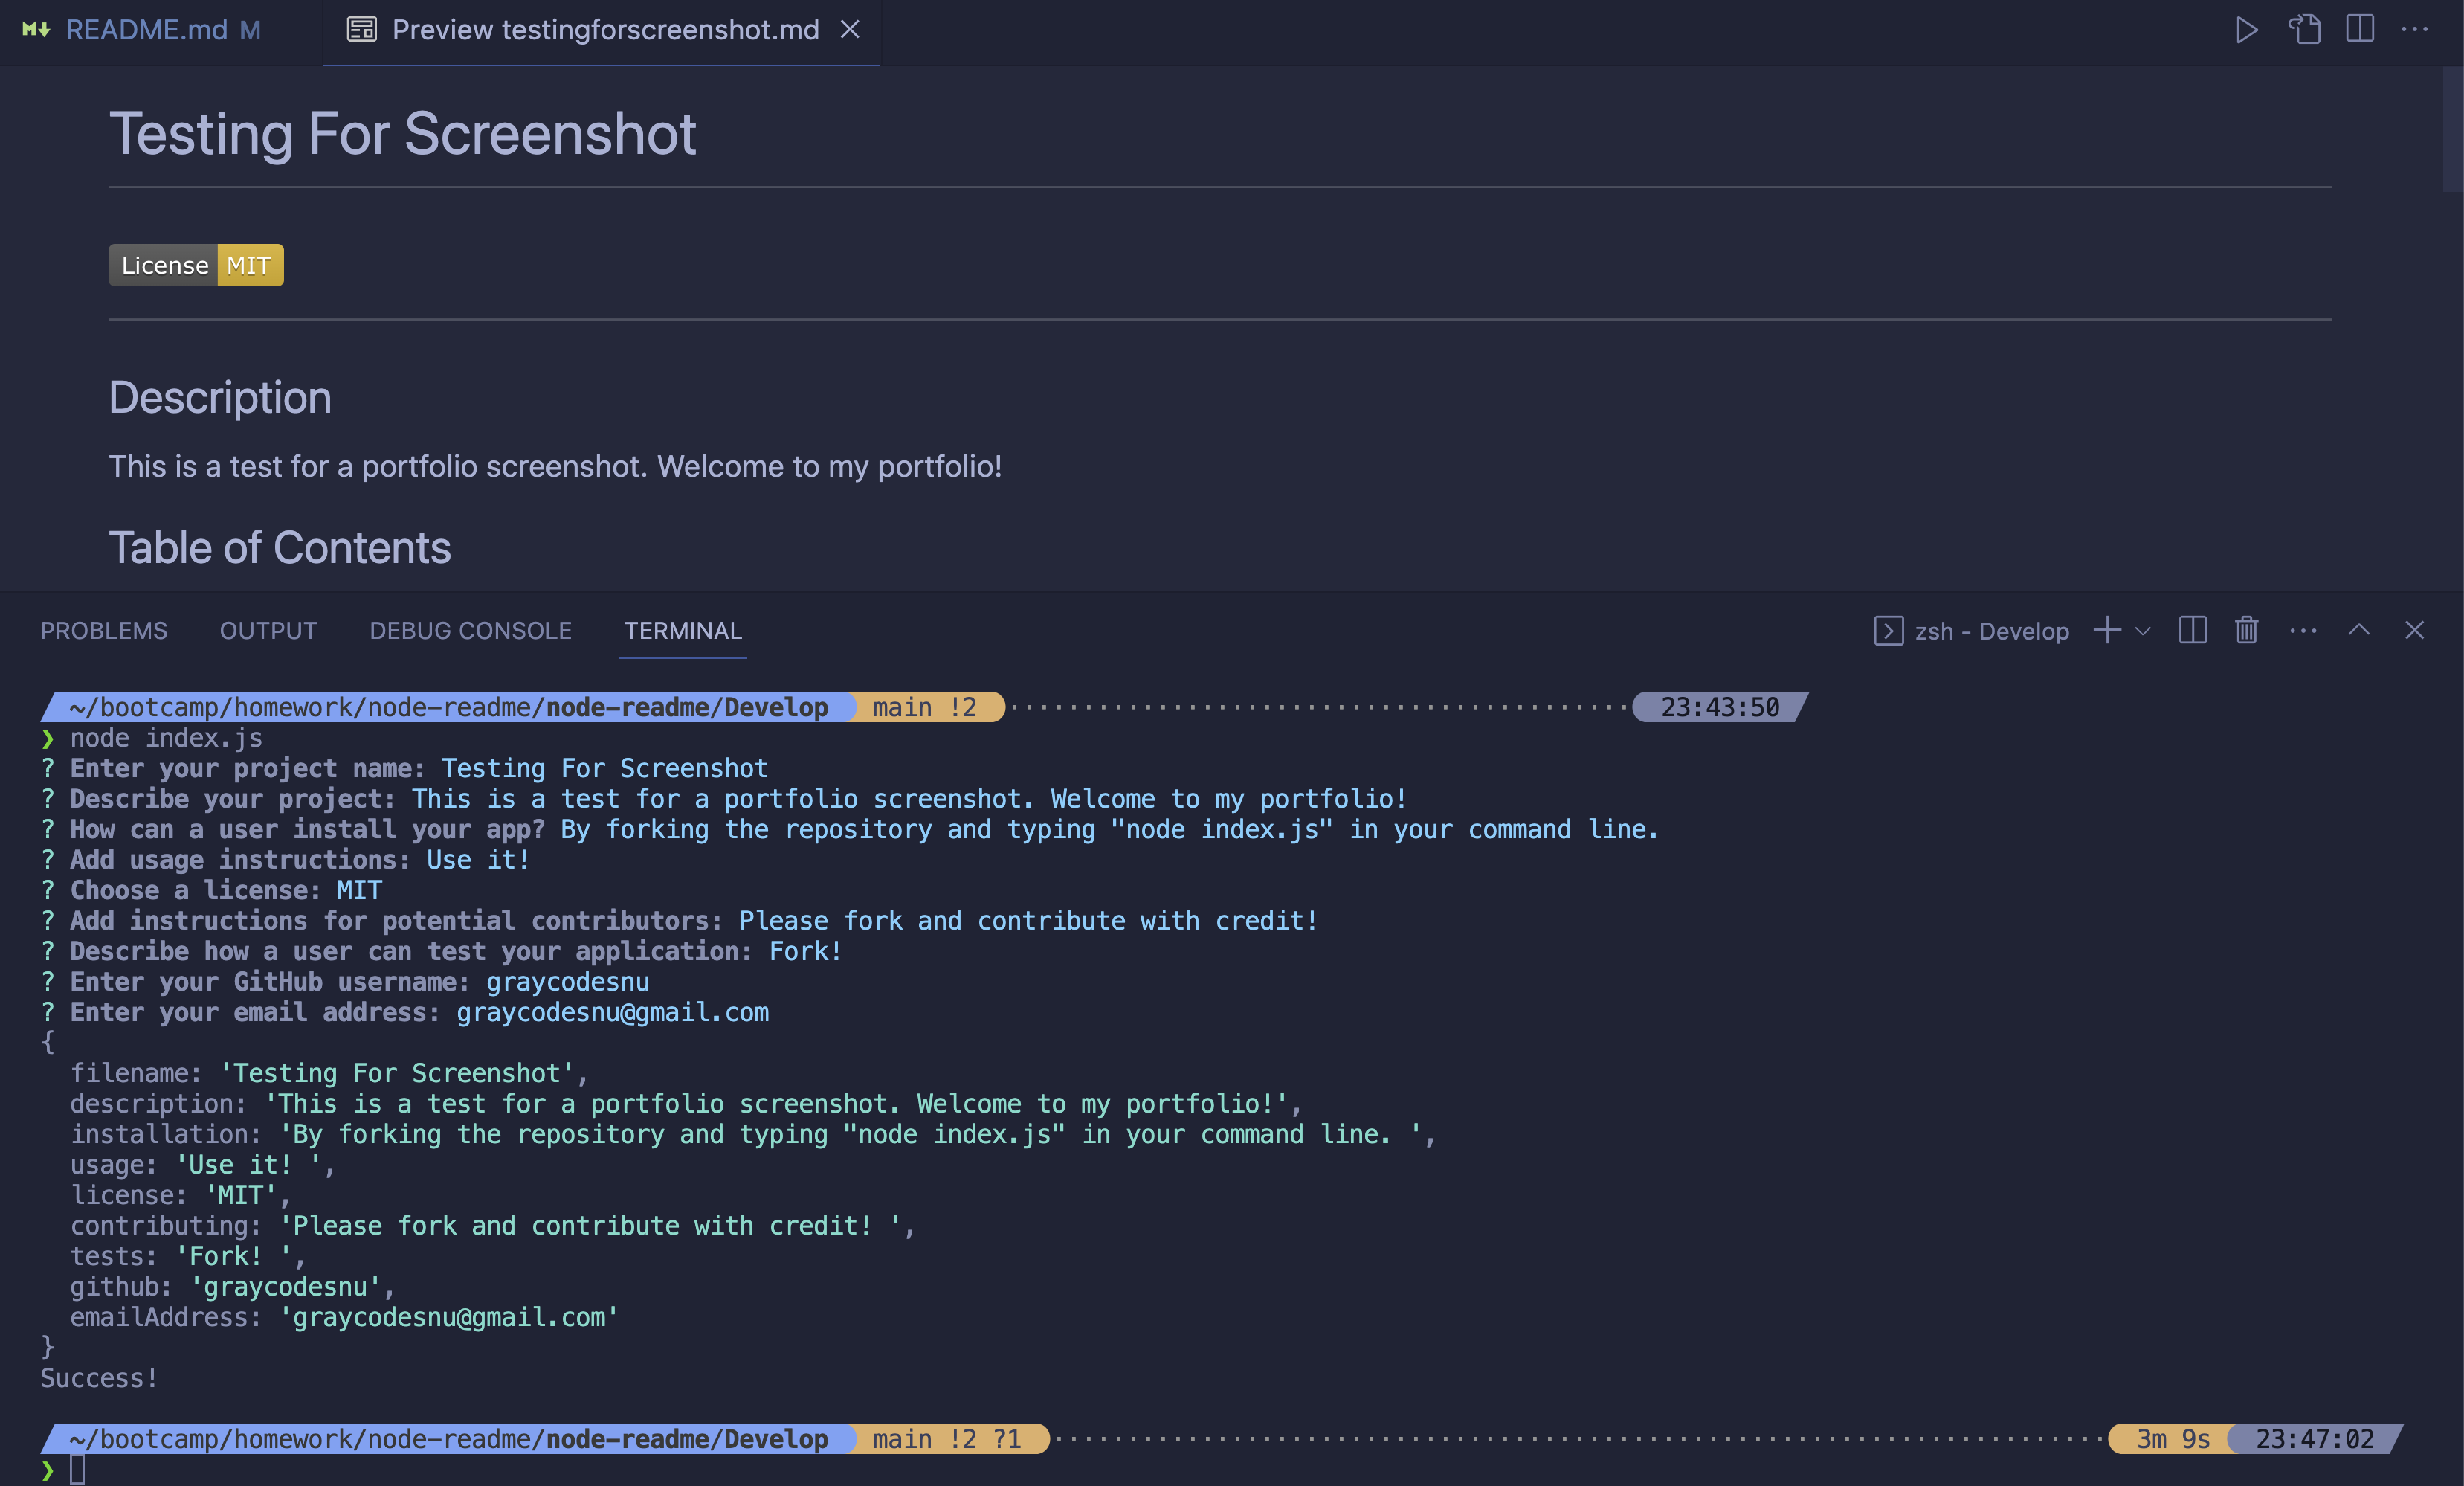 README.md M
Preview testingforscreenshot.md
Testing For Screenshot
License MIT
Description
This is a test for a portfolio screenshot. Welcome to my portfolio!
Table of Contents
PROBLEMS OUTPUT DEBUG CONSOLE TERMINAL zsh - Develop
~/bootcamp/homework/node-readme/node-readme/Develop main !2 23:43:50
❯ node index.js
? Enter your project name: Testing For Screenshot
? Describe your project: This is a test for a portfolio screenshot. Welcome to my portfolio!
? How can a user install your app? By forking the repository and typing "node index.js" in your command line.
? Add usage instructions: Use it!
? Choose a license: MIT
? Add instructions for potential contributors: Please fork and contribute with credit!
? Describe how a user can test your application: Fork!
? Enter your GitHub username: graycodesnu
? Enter your email address: graycodesnu@gmail.com
{
  filename: 'Testing For Screenshot',
  description: 'This is a test for a portfolio screenshot. Welcome to my portfolio!',
  installation: 'By forking the repository and typing "node index.js" in your command line. ',
  usage: 'Use it! ',
  license: 'MIT',
  contributing: 'Please fork and contribute with credit! ',
  tests: 'Fork! ',
  github: 'graycodesnu',
  emailAddress: 'graycodesnu@gmail.com'
}
Success!
~/bootcamp/homework/node-readme/node-readme/Develop main !2 ?1 3m 9s 23:47:02
❯